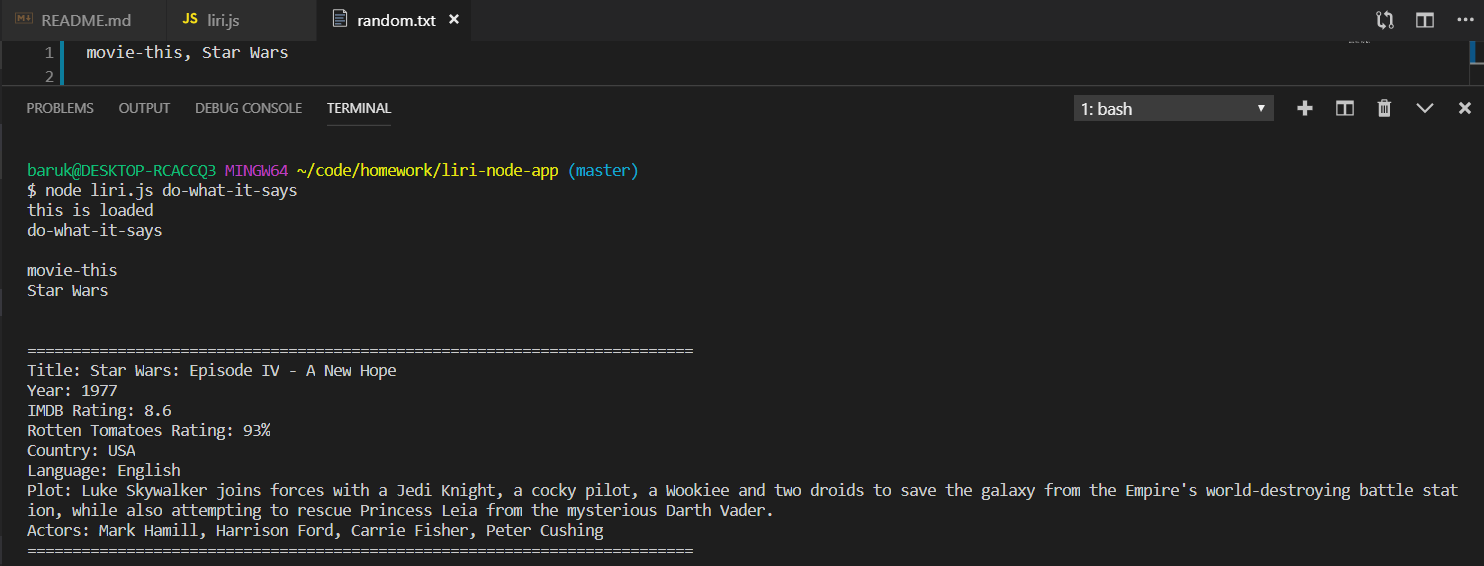 README.md JS liri.js random.txt ×
1 movie-this, Star Wars
2
PROBLEMS OUTPUT DEBUG CONSOLE TERMINAL 1: bash
baruk@DESKTOP-RCACCQ3 MINGW64 ~/code/homework/liri-node-app (master)
$ node liri.js do-what-it-says
this is loaded
do-what-it-says
movie-this
Star Wars
==========================================================================
Title: Star Wars: Episode IV - A New Hope
Year: 1977
IMDB Rating: 8.6
Rotten Tomatoes Rating: 93%
Country: USA
Language: English
Plot: Luke Skywalker joins forces with a Jedi Knight, a cocky pilot, a Wookiee and two droids to save the galaxy from the Empire's world-destroying battle stat
ion, while also attempting to rescue Princess Leia from the mysterious Darth Vader.
Actors: Mark Hamill, Harrison Ford, Carrie Fisher, Peter Cushing
==========================================================================